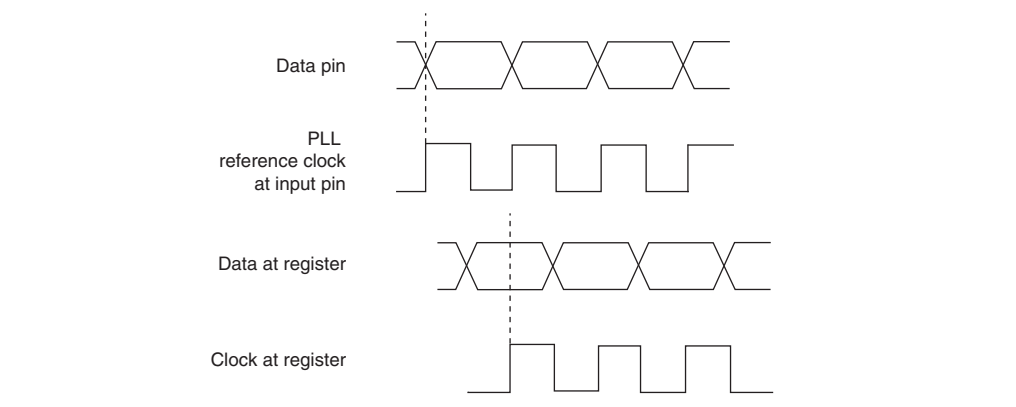 Data pin
PLL
reference clock
at input pin
Data at register
Clock at register